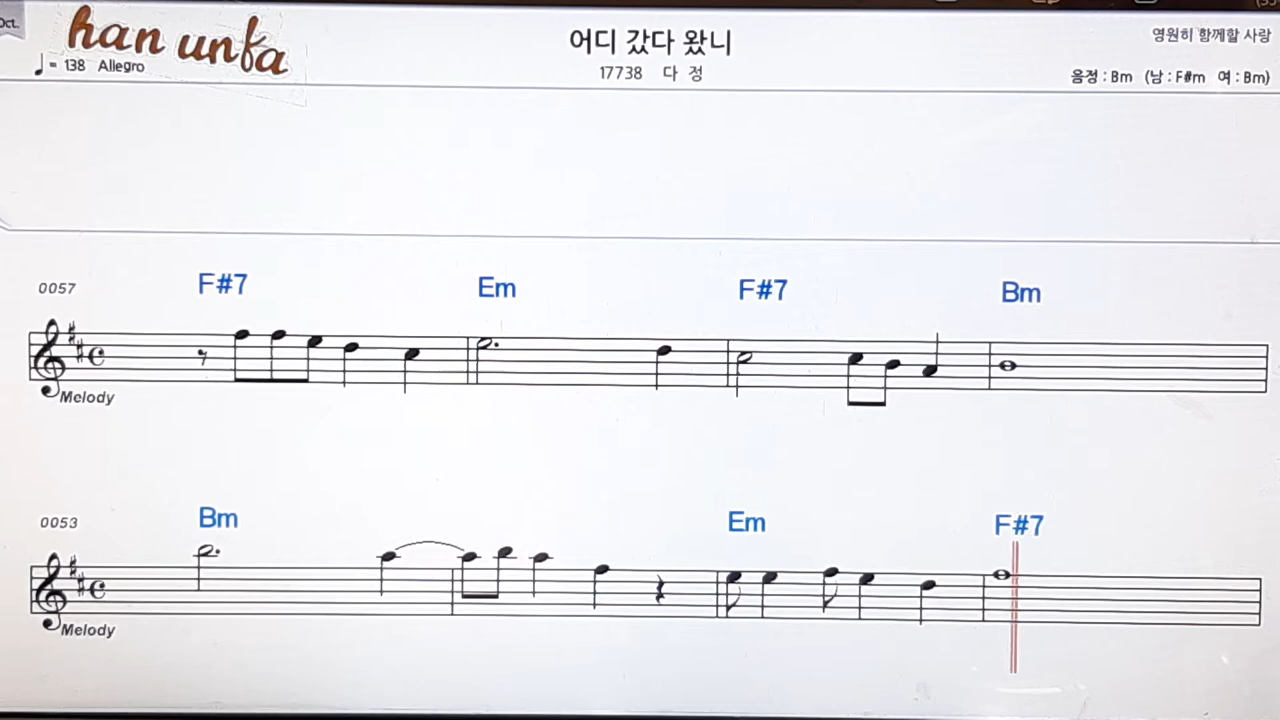 Oct.
han unfa
♩ = 138 Allegro
어디 갔다 왔니
17738 다 정
영원히 함께할 사랑
음정 : Bm (남 : F#m 여 : Bm)
0057 F#7 Em F#7 Bm
Melody
0053 Bm Em F#7
Melody